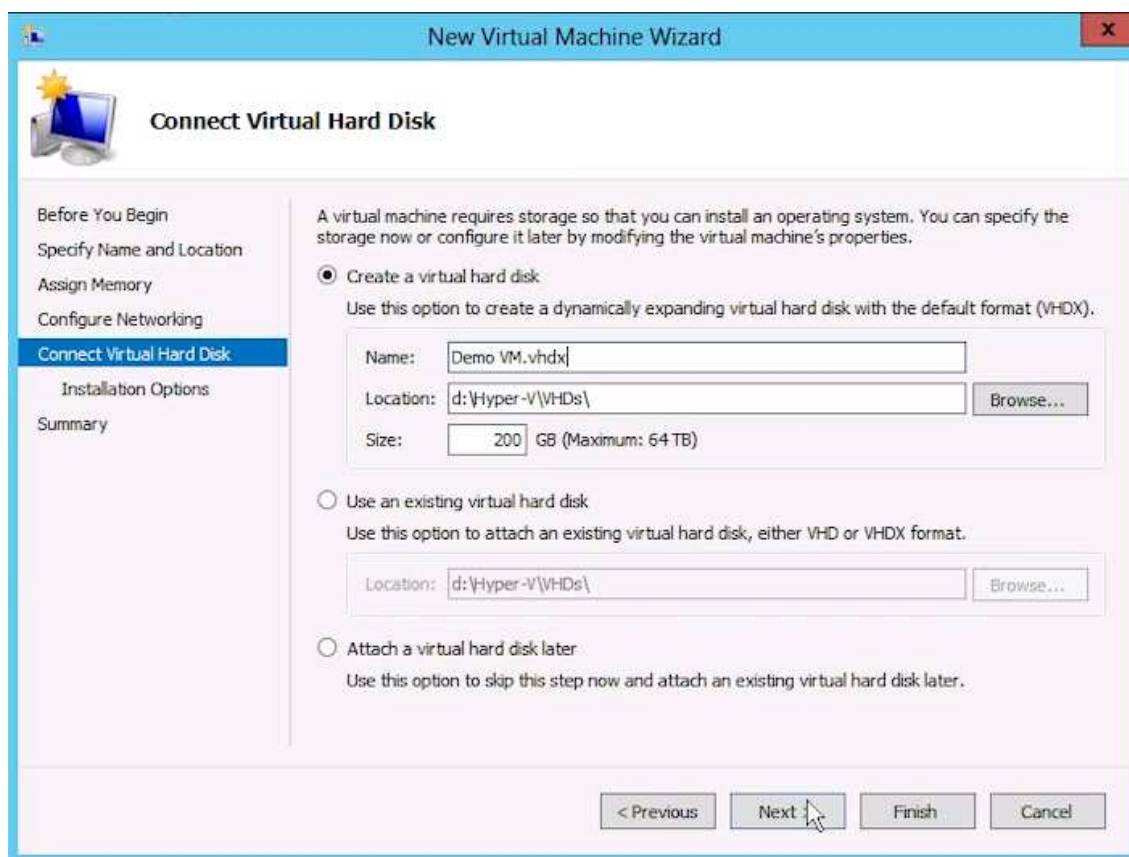 New Virtual Machine Wizard
x
Connect Virtual Hard Disk
Before You Begin
Specify Name and Location
Assign Memory
Configure Networking
Connect Virtual Hard Disk
Installation Options
Summary
A virtual machine requires storage so that you can install an operating system. You can specify the
storage now or configure it later by modifying the virtual machine's properties.
Create a virtual hard disk
Use this option to create a dynamically expanding virtual hard disk with the default format (VHDX).
Name: Demo VM.vhdx
Location: d:\Hyper-V\VHDs\ Browse...
Size: 200 GB (Maximum: 64 TB)
Use an existing virtual hard disk
Use this option to attach an existing virtual hard disk, either VHD or VHDX format.
Location: d:\Hyper-V\VHDs\ Browse...
Attach a virtual hard disk later
Use this option to skip this step now and attach an existing virtual hard disk later.
< Previous Next > Finish Cancel